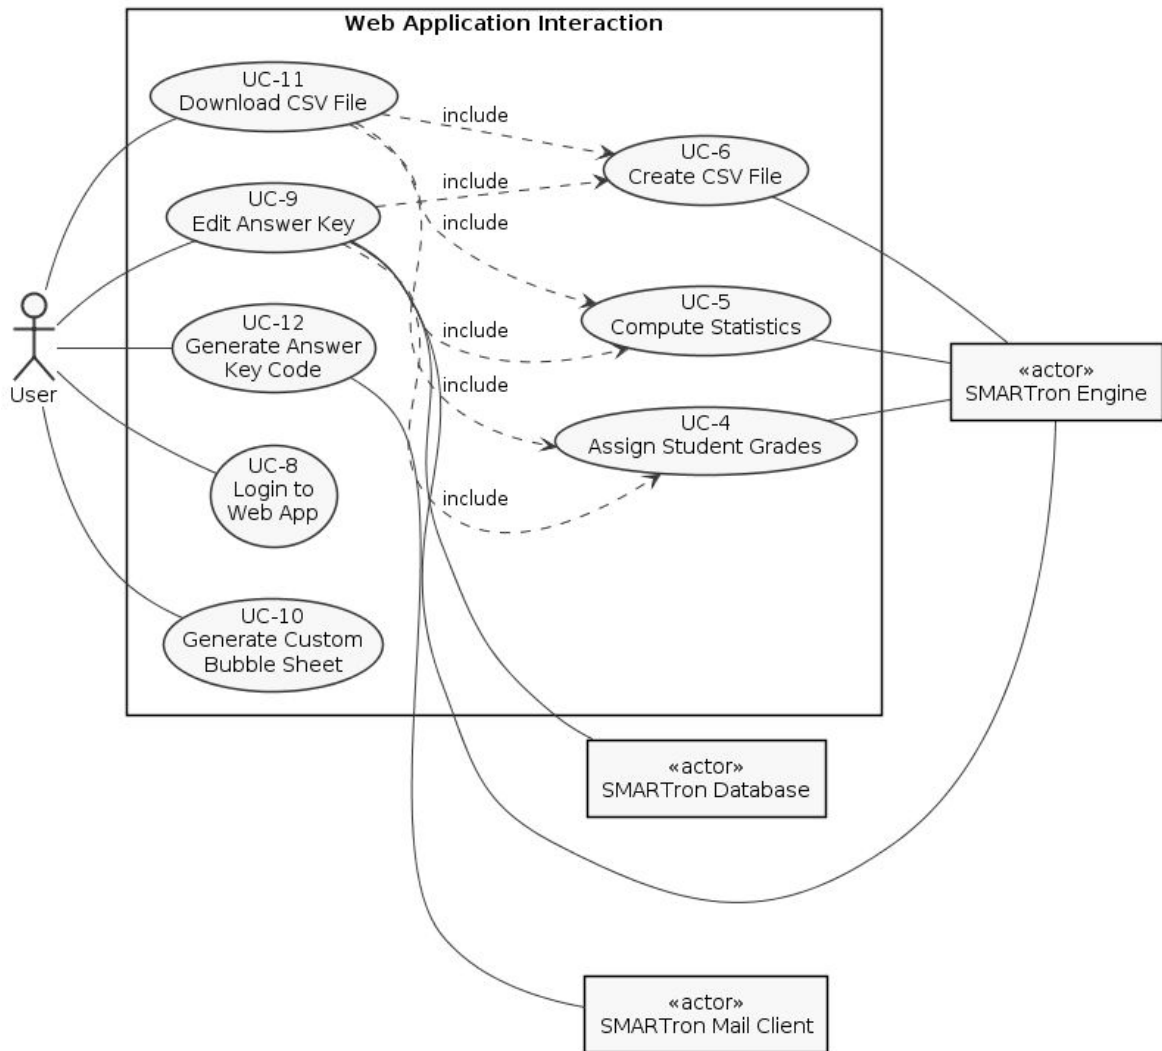 Web Application Interaction
UC-11
Download CSV File
include
UC-6
Create CSV File
include
UC-9
Edit Answer Key
include
UC-5
Compute Statistics
UC-12
Generate Answer
Key Code
include
«actor»
SMARTron Engine
User
include
UC-4
Assign Student Grades
UC-8
Login to
Web App
include
UC-10
Generate Custom
Bubble Sheet
«actor»
SMARTron Database
«actor»
SMARTron Mail Client